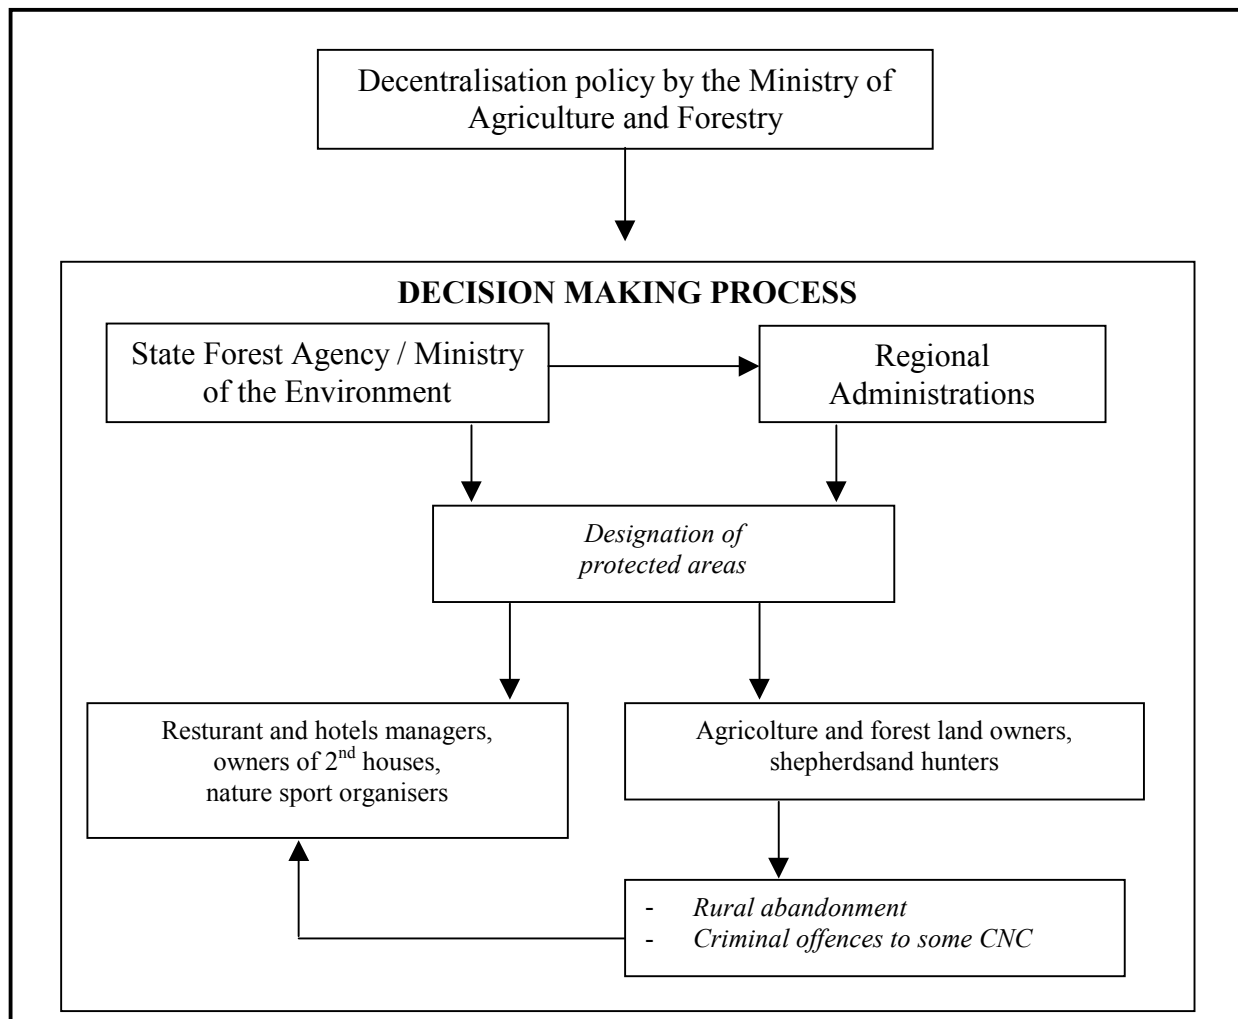 Decentralisation policy by the Ministry of
Agriculture and Forestry
DECISION MAKING PROCESS
State Forest Agency / Ministry
of the Environment
Regional
Administrations
Designation of
protected areas
Resturant and hotels managers,
owners of 2nd houses,
nature sport organisers
Agricolture and forest land owners,
shepherdsand hunters
- Rural abandonment
- Criminal offences to some CNC